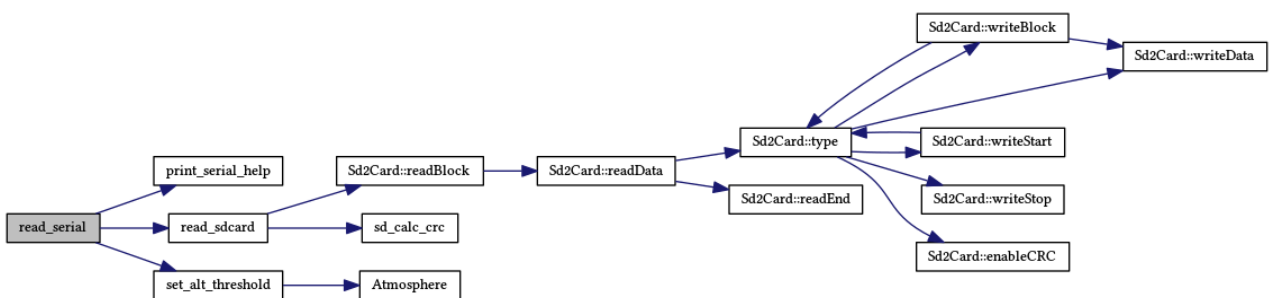 Sd2Card::writeBlock
Sd2Card::writeData
Sd2Card::type
Sd2Card::writeStart
print_serial_help
Sd2Card::readBlock
Sd2Card::readData
Sd2Card::readEnd
Sd2Card::writeStop
read_serial
read_sdcard
sd_calc_crc
Sd2Card::enableCRC
set_alt_threshold
Atmosphere